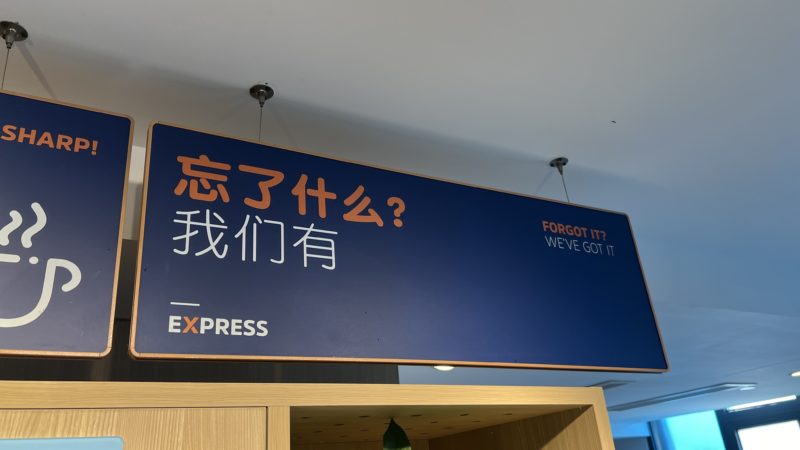 SHARP!
忘了什么?
我们有
EXPRESS
FORGOT IT?
WE'VE GOT IT